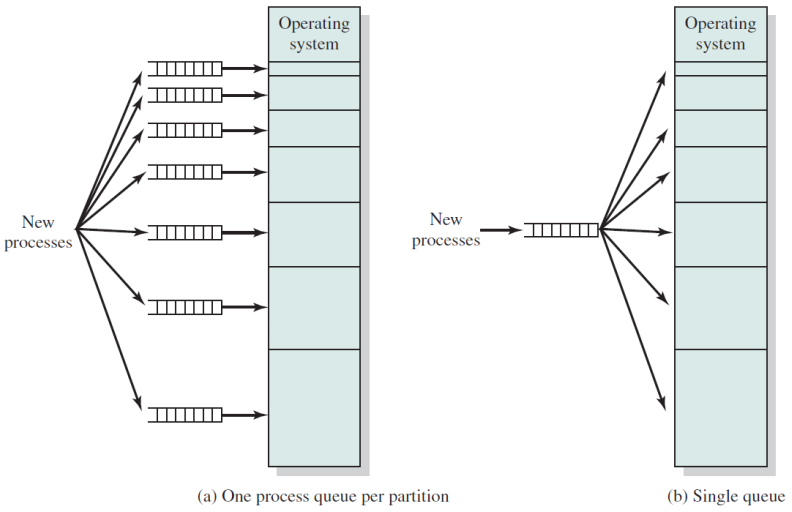 Operating
system
New
processes
(a) One process queue per partition
Operating
system
New
processes
(b) Single queue